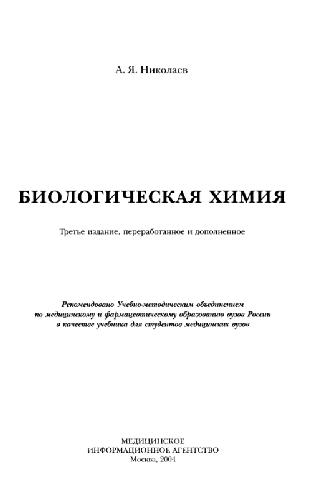 А. Я. Николаев
БИОЛОГИЧЕСКАЯ ХИМИЯ
Третье издание, переработанное и дополненное
Рекомендовано Учебно-методическим объединением
по медицинскому и фармацевтическому образованию вузов России
в качестве учебника для студентов медицинских вузов
МЕДИЦИНСКОЕ
ИНФОРМАЦИОННОЕ АГЕНТСТВО
Москва, 2004